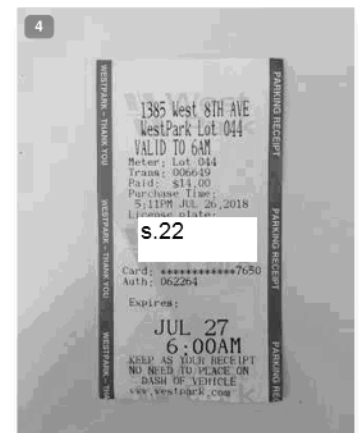 4
1385 West 8TH AVE
WestPark Lot 044
VALID TO 6AM
Meter: Lot 044
Trans: 006649
Paid: $14.00
Purchase Time:
5:11PM JUL 26,2018
License plate:
s.22
Card: ************7650
Auth: 062264
Expires:
JUL 27
6:00AM
KEEP AS YOUR RECEIPT
NO NEED TO PLACE ON
DASH OF VEHICLE
www.westpark.com
WESTPARK - THANK YOU
WESTPARK - THANK YOU
WESTPARK - THA
PARKING RECEIPT
PARKING RECEIPT
PARKING REC